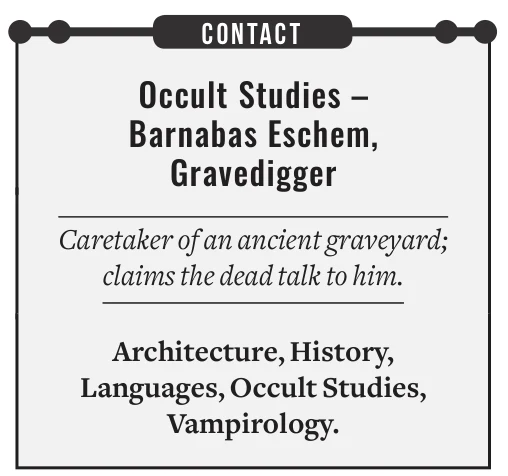 CONTACT
Occult Studies –
Barnabas Eschem,
Gravedigger
Caretaker of an ancient graveyard;
claims the dead talk to him.
Architecture, History,
Languages, Occult Studies,
Vampirology.